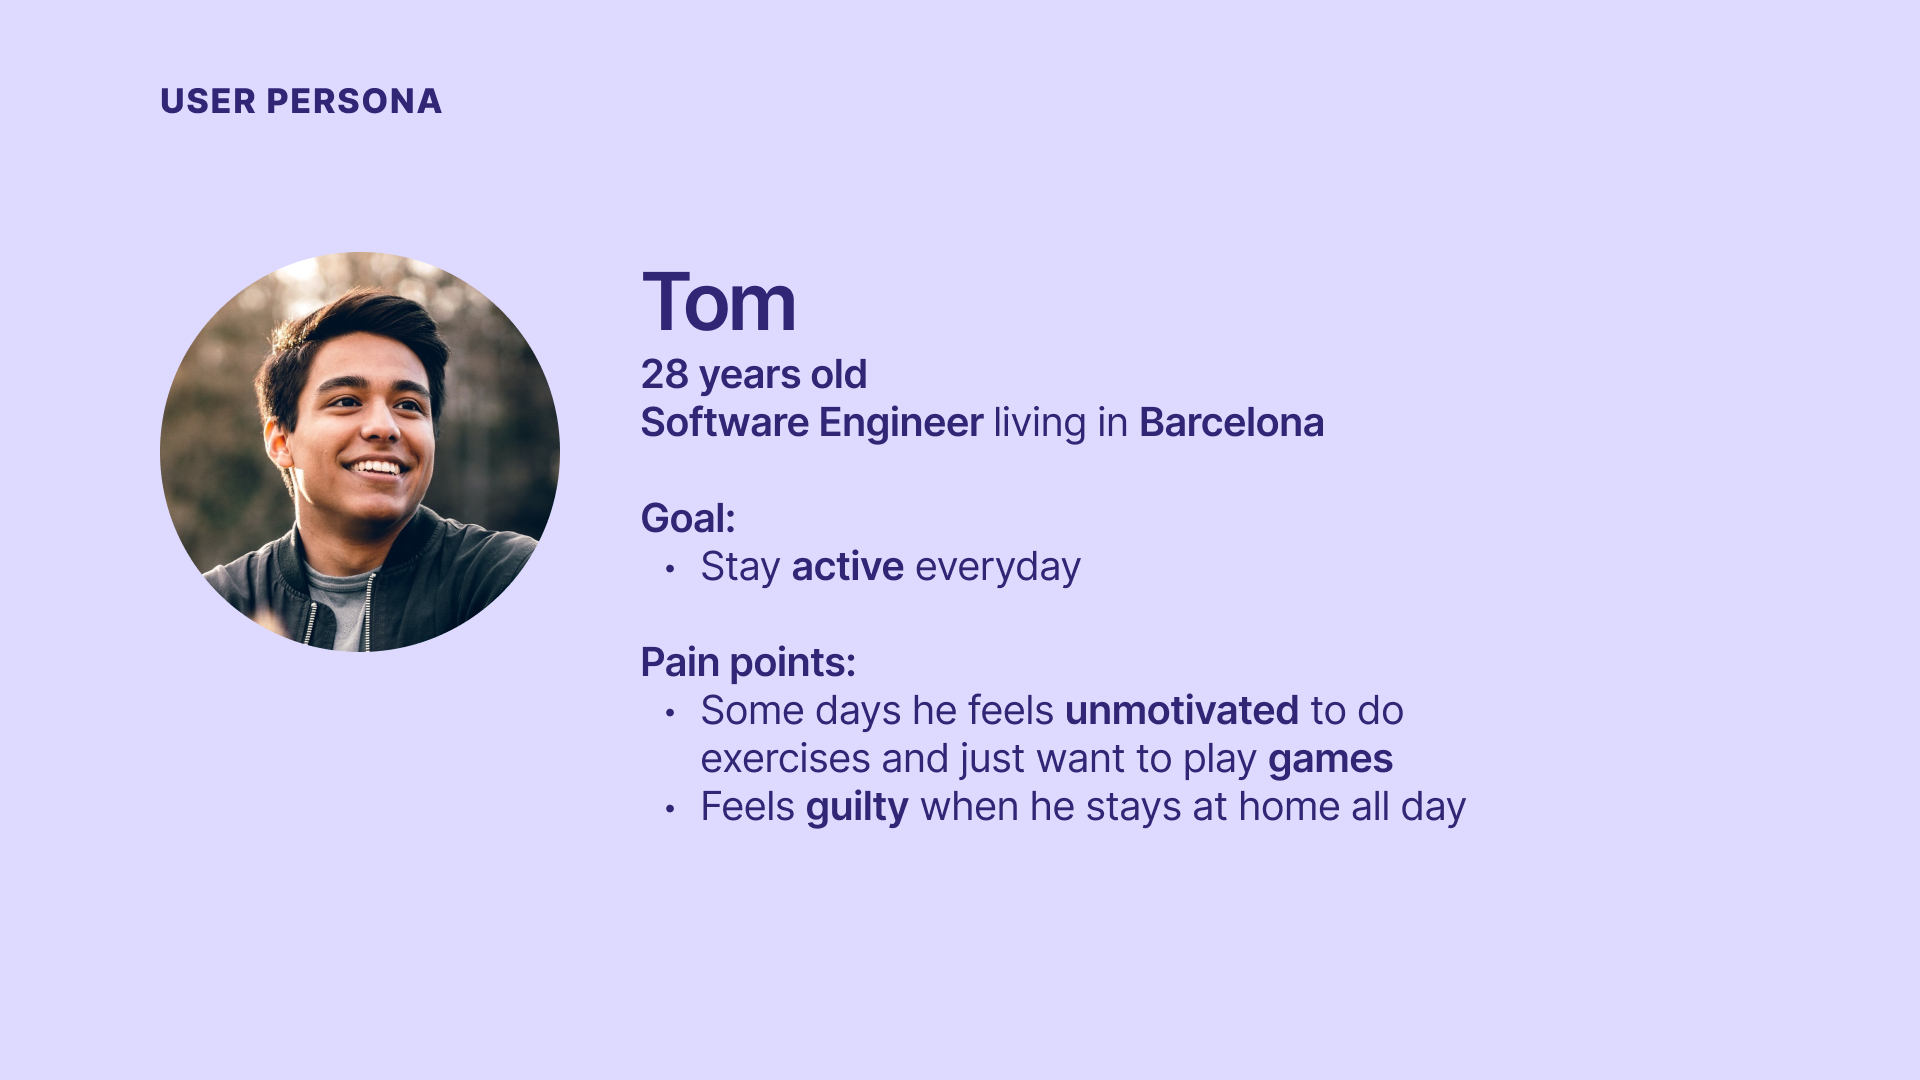 USER PERSONA
Tom
28 years old
Software Engineer living in Barcelona
Goal:
• Stay active everyday
Pain points:
• Some days he feels unmotivated to do
exercises and just want to play games
• Feels guilty when he stays at home all day